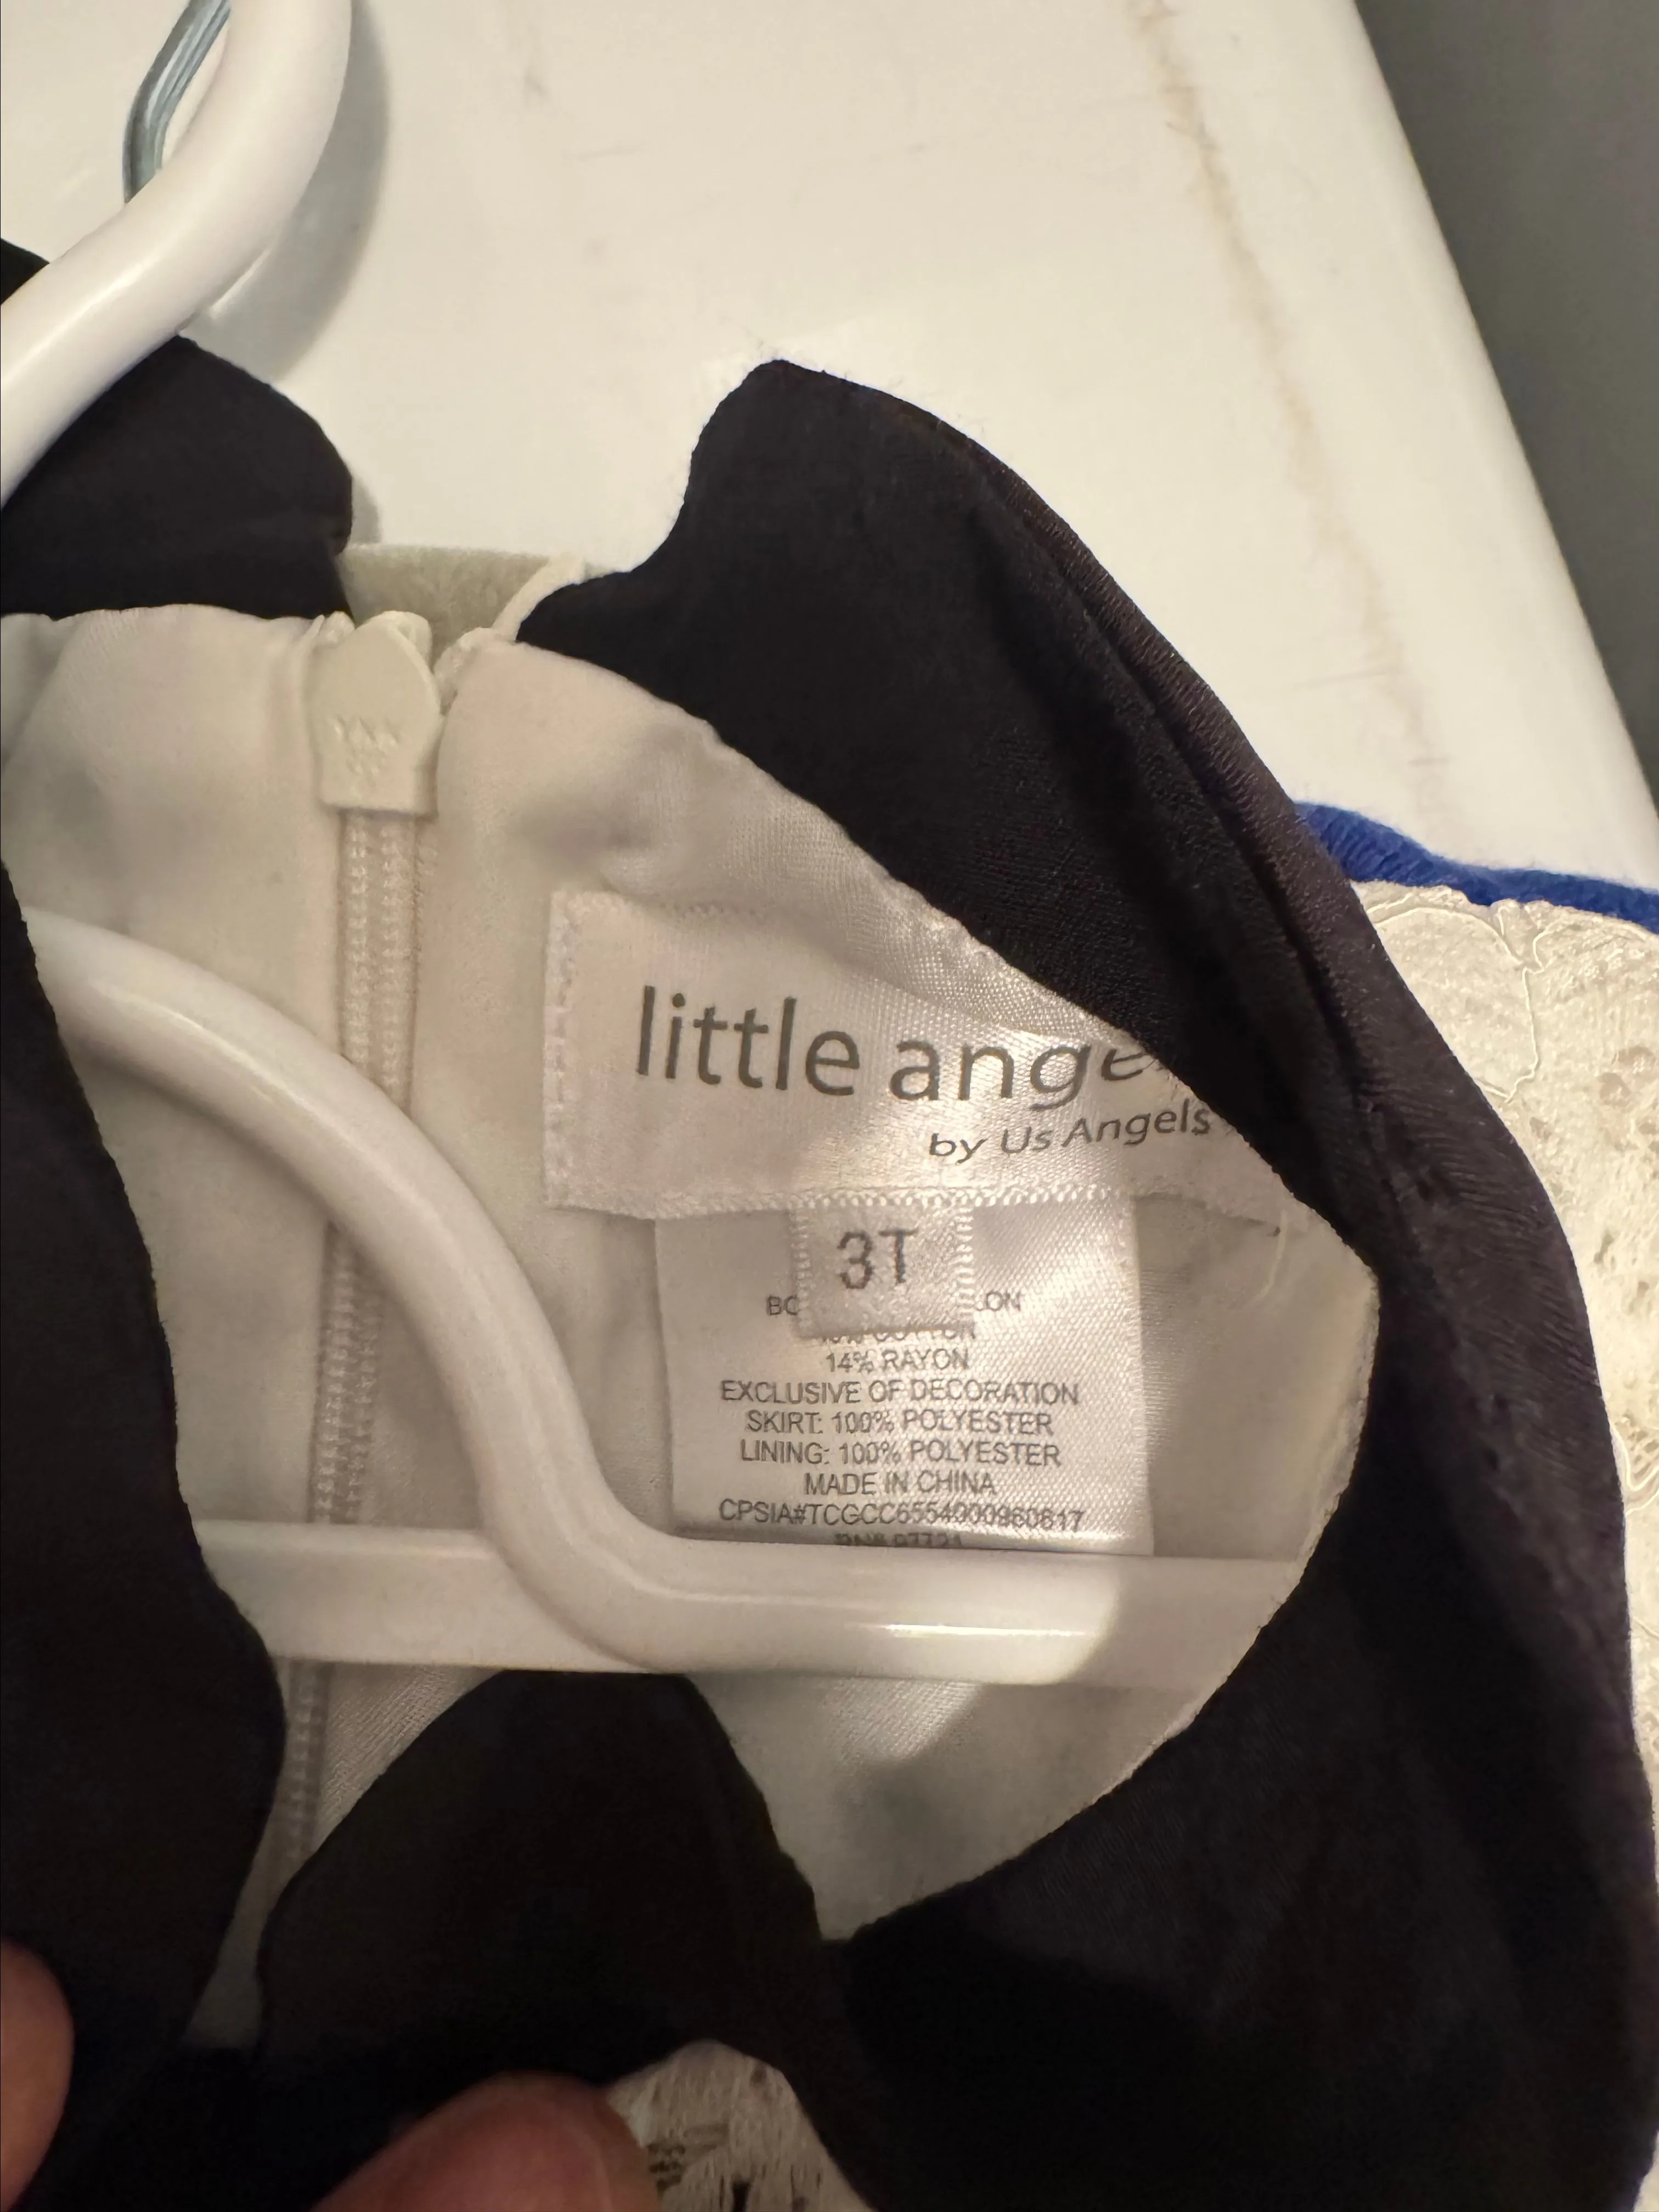 little ange
by Us Angels
3T
14% RAYON
EXCLUSIVE OF DECORATION
SKIRT: 100% POLYESTER
LINING: 100% POLYESTER
MADE IN CHINA